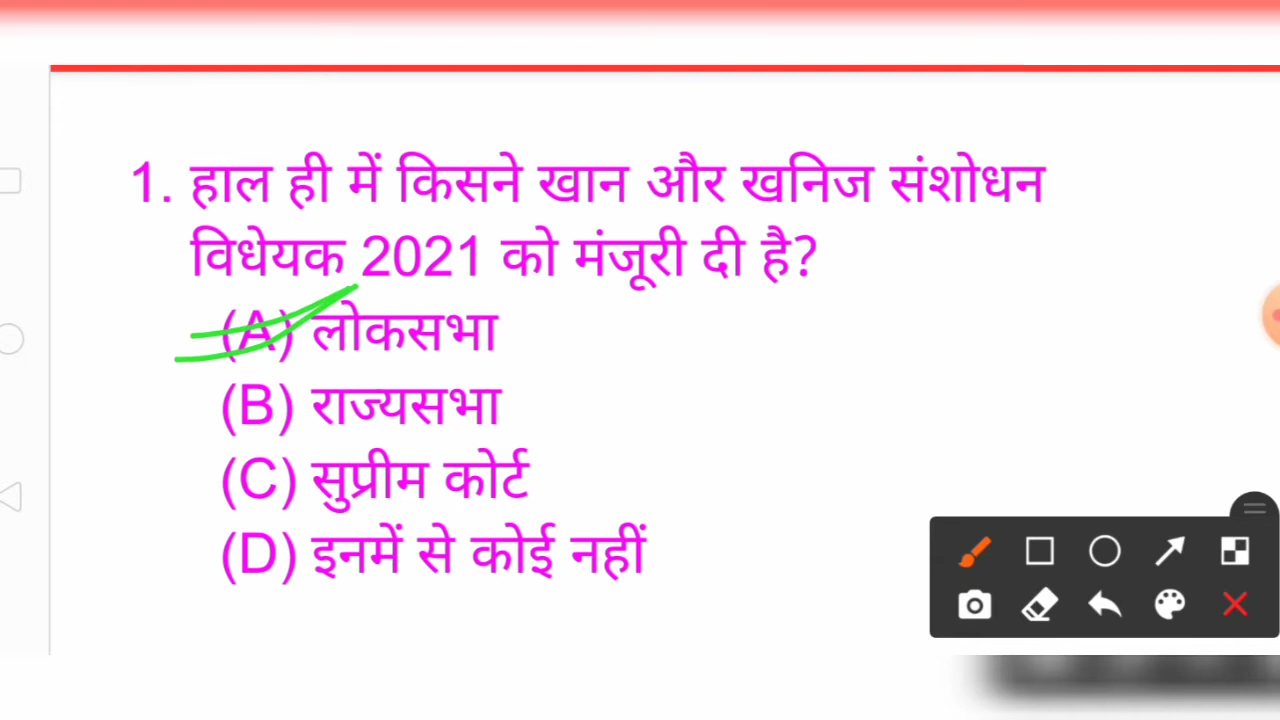 1. हाल ही में किसने खान और खनिज संशोधन
विधेयक 2021 को मंजूरी दी है?
(A) लोकसभा
(B) राज्यसभा
(C) सुप्रीम कोर्ट
(D) इनमें से कोई नहीं